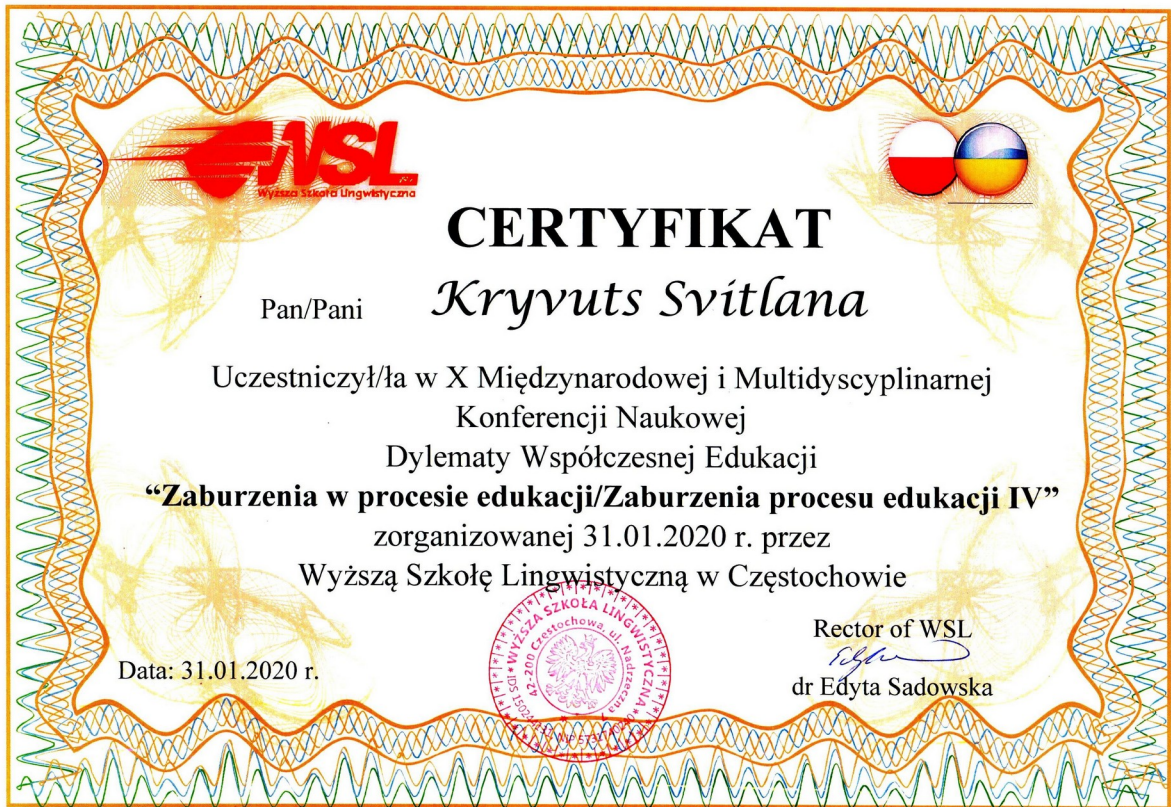 WSL
Wyższa Szkoła Lingwistyczna
CERTYFIKAT
Pan/Pani Kryvuts Svitlana
Uczestniczył/ła w X Międzynarodowej i Multidyscyplinarnej
Konferencji Naukowej
Dylematy Współczesnej Edukacji
“Zaburzenia w procesie edukacji/Zaburzenia procesu edukacji IV”
zorganizowanej 31.01.2020 r. przez
Wyższą Szkołę Lingwistyczną w Częstochowie
WYŻSZA SZKOŁA LINGWISTYCZNA
42-200 Częstochowa, ul. Nadrzeczna
Rector of WSL
Data: 31.01.2020 r.
dr Edyta Sadowska